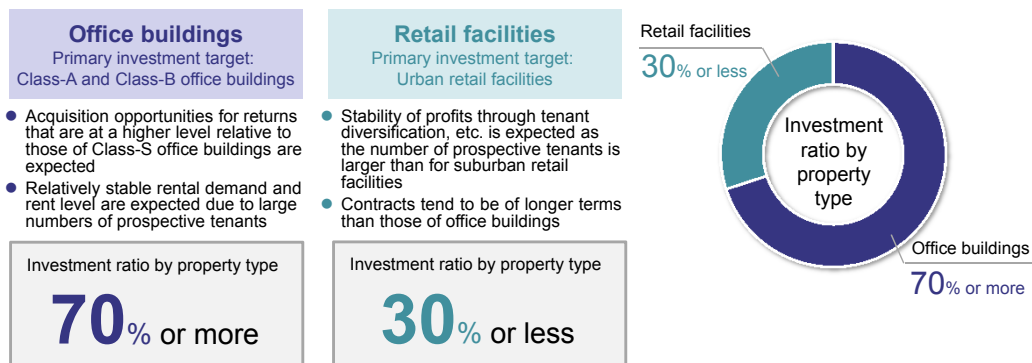 Office buildings
Primary investment target:
Class-A and Class-B office buildings
● Acquisition opportunities for returns
that are at a higher level relative to
those of Class-S office buildings are
expected
● Relatively stable rental demand and
rent level are expected due to large
numbers of prospective tenants
Investment ratio by property type
70% or more
Retail facilities
Primary investment target:
Urban retail facilities
● Stability of profits through tenant
diversification, etc. is expected as
the number of prospective tenants is
larger than for suburban retail
facilities
● Contracts tend to be of longer terms
than those of office buildings
Investment ratio by property type
30% or less
Retail facilities
30% or less
Investment
ratio by
property
type
Office buildings
70% or more